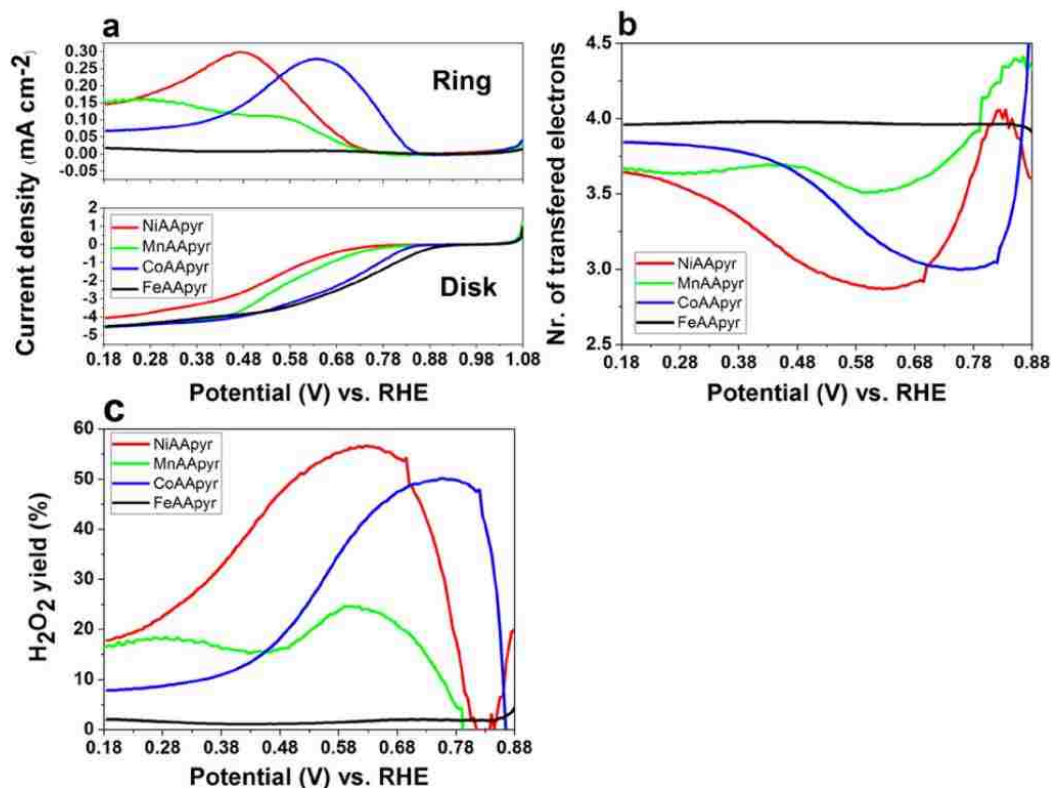 a
Current density (mA cm-2)
0.30
0.25
0.20
0.15
0.10
0.05
0.00
-0.05
Ring
2
1
0
-1
-2
-3
-4
-5
NiAApyr
MnAApyr
CoAApyr
FeAApyr
Disk
0.18 0.28 0.38 0.48 0.58 0.68 0.78 0.88 0.98 1.08
Potential (V) vs. RHE
b
Nr. of transfered electrons
4.5
4.0
3.5
3.0
2.5
NiAApyr
MnAApyr
CoAApyr
FeAApyr
0.18 0.28 0.38 0.48 0.58 0.68 0.78 0.88
Potential (V) vs. RHE
c
H2O2 yield (%)
60
50
40
30
20
10
0
NiAApyr
MnAApyr
CoAApyr
FeAApyr
0.18 0.28 0.38 0.48 0.58 0.68 0.78 0.88
Potential (V) vs. RHE